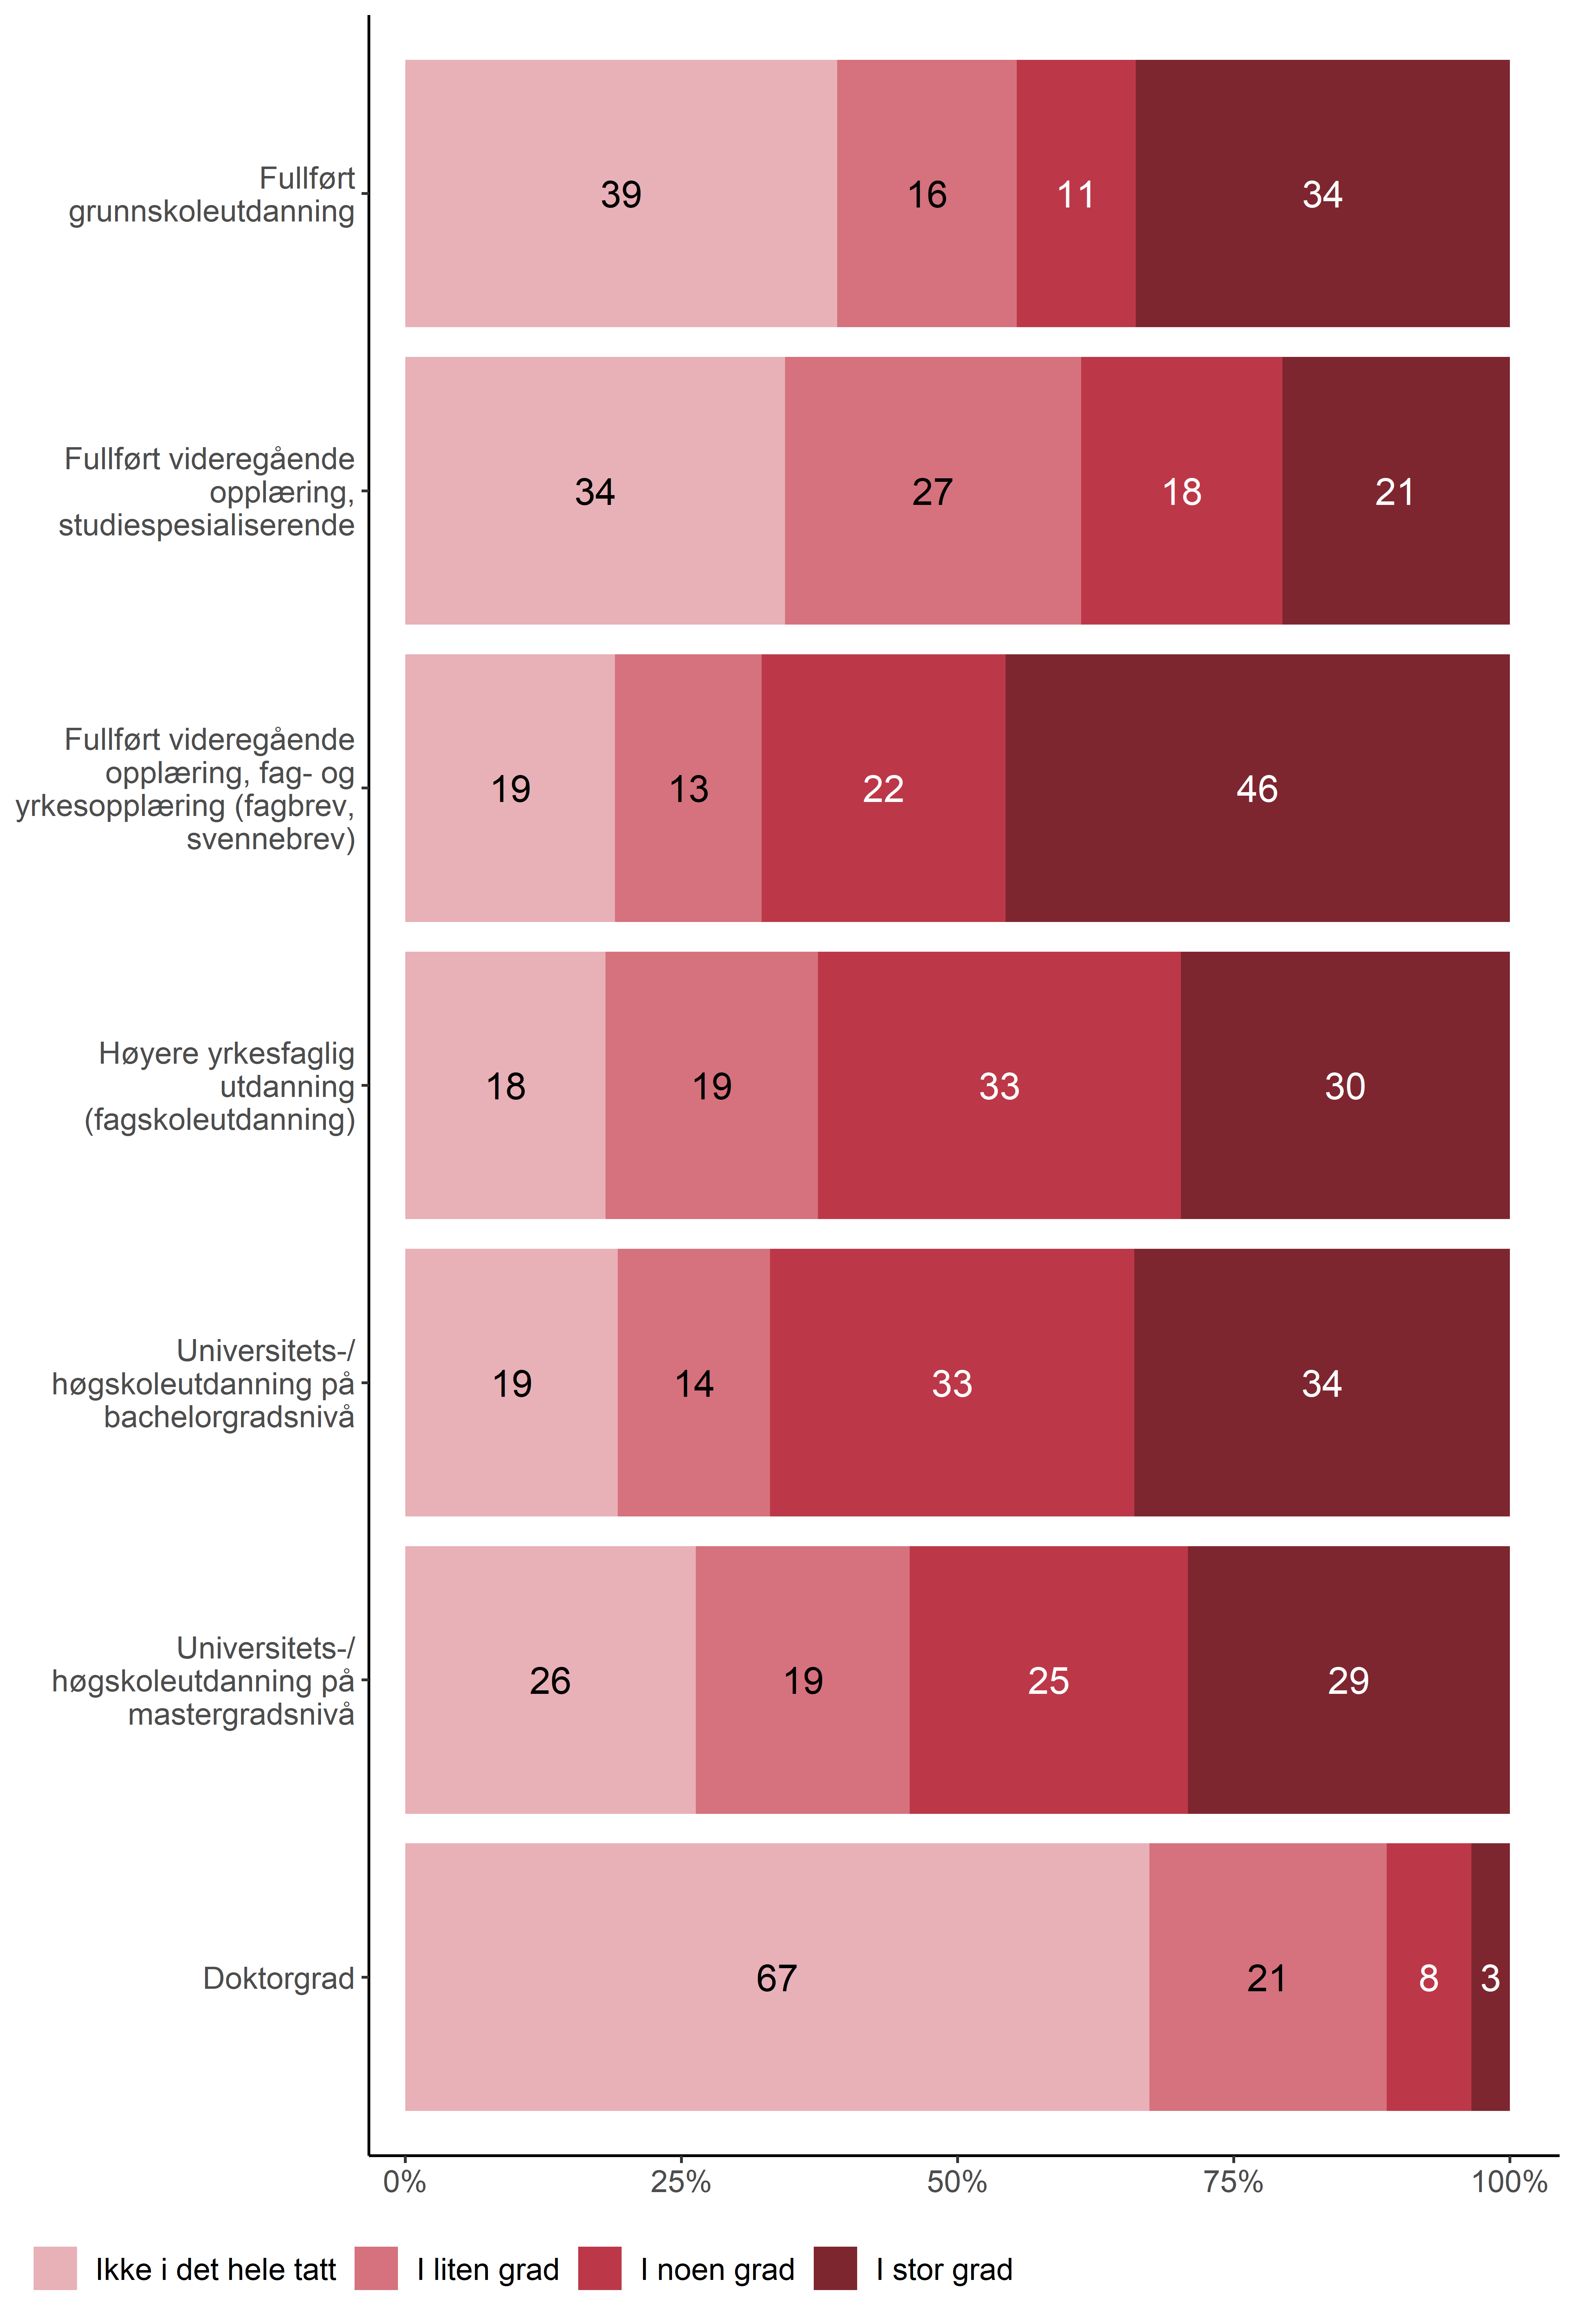 Fullført
grunnskoleutdanning
39 16 11 34
Fullført videregående
opplæring,
studiespesialiserende
34 27 18 21
Fullført videregående
opplæring, fag- og
yrkesopplæring (fagbrev,
svennebrev)
19 13 22 46
Høyere yrkesfaglig
utdanning
(fagskoleutdanning)
18 19 33 30
Universitets-/
høgskoleutdanning på
bachelorgradsnivå
19 14 33 34
Universitets-/
høgskoleutdanning på
mastergradsnivå
26 19 25 29
Doktorgrad
67 21 8 3
0% 25% 50% 75% 100%
Ikke i det hele tatt I liten grad I noen grad I stor grad